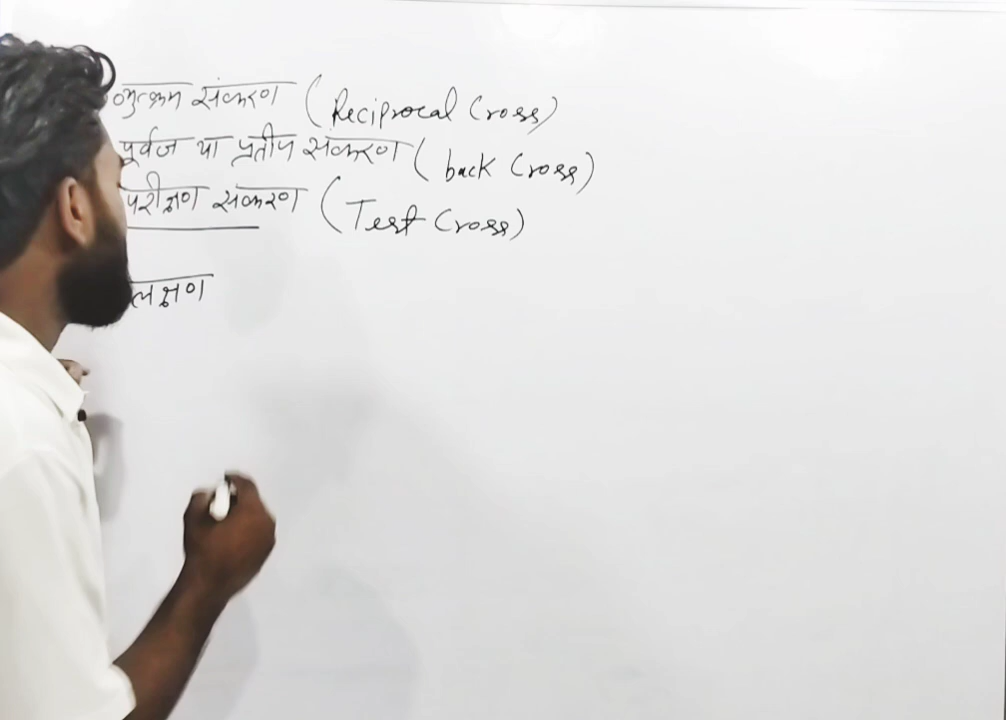 व्युत्क्रम संकरण (Reciprocal Cross)
पूर्वज या प्रतीप संकरण (back Cross)
परीक्षण संकरण (Test Cross)
लक्षण